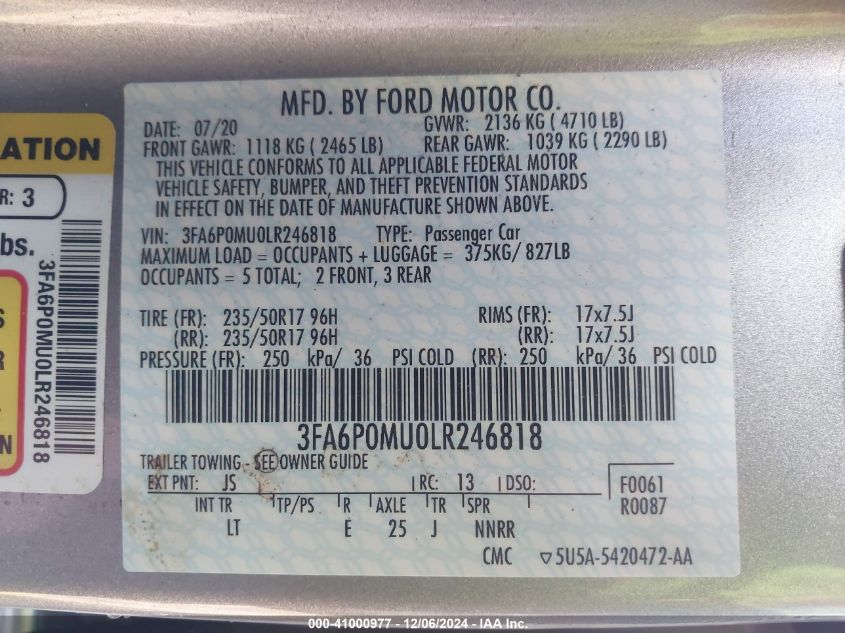 MFD. BY FORD MOTOR CO.
DATE: 07/20 GVWR: 2136 KG ( 4710 LB)
FRONT GAWR: 1118 KG ( 2465 LB) REAR GAWR: 1039 KG ( 2290 LB)
THIS VEHICLE CONFORMS TO ALL APPLICABLE FEDERAL MOTOR
VEHICLE SAFETY, BUMPER, AND THEFT PREVENTION STANDARDS
IN EFFECT ON THE DATE OF MANUFACTURE SHOWN ABOVE.
VIN: 3FA6P0MU0LR246818 TYPE: Passenger Car
MAXIMUM LOAD = OCCUPANTS + LUGGAGE = 375KG/ 827LB
OCCUPANTS = 5 TOTAL; 2 FRONT, 3 REAR
TIRE (FR): 235/50R17 96H RIMS (FR): 17x7.5J
(RR): 235/50R17 96H (RR): 17x7.5J
PRESSURE (FR): 250 kPa/ 36 PSI COLD (RR): 250 kPa/ 36 PSI COLD
3FA6P0MU0LR246818
TRAILER TOWING - SEE OWNER GUIDE
EXT PNT: JS RC: 13 DSO: F0061
R0087
INT TR TP/PS R AXLE TR SPR
LT E 25 J NNRR
CMC 5U5A-5420472-AA
ATION
R: 3
bs.
S
R
N
3FA6P0MU0LR246818
000-41000977 - 12/06/2024 - IAA Inc.